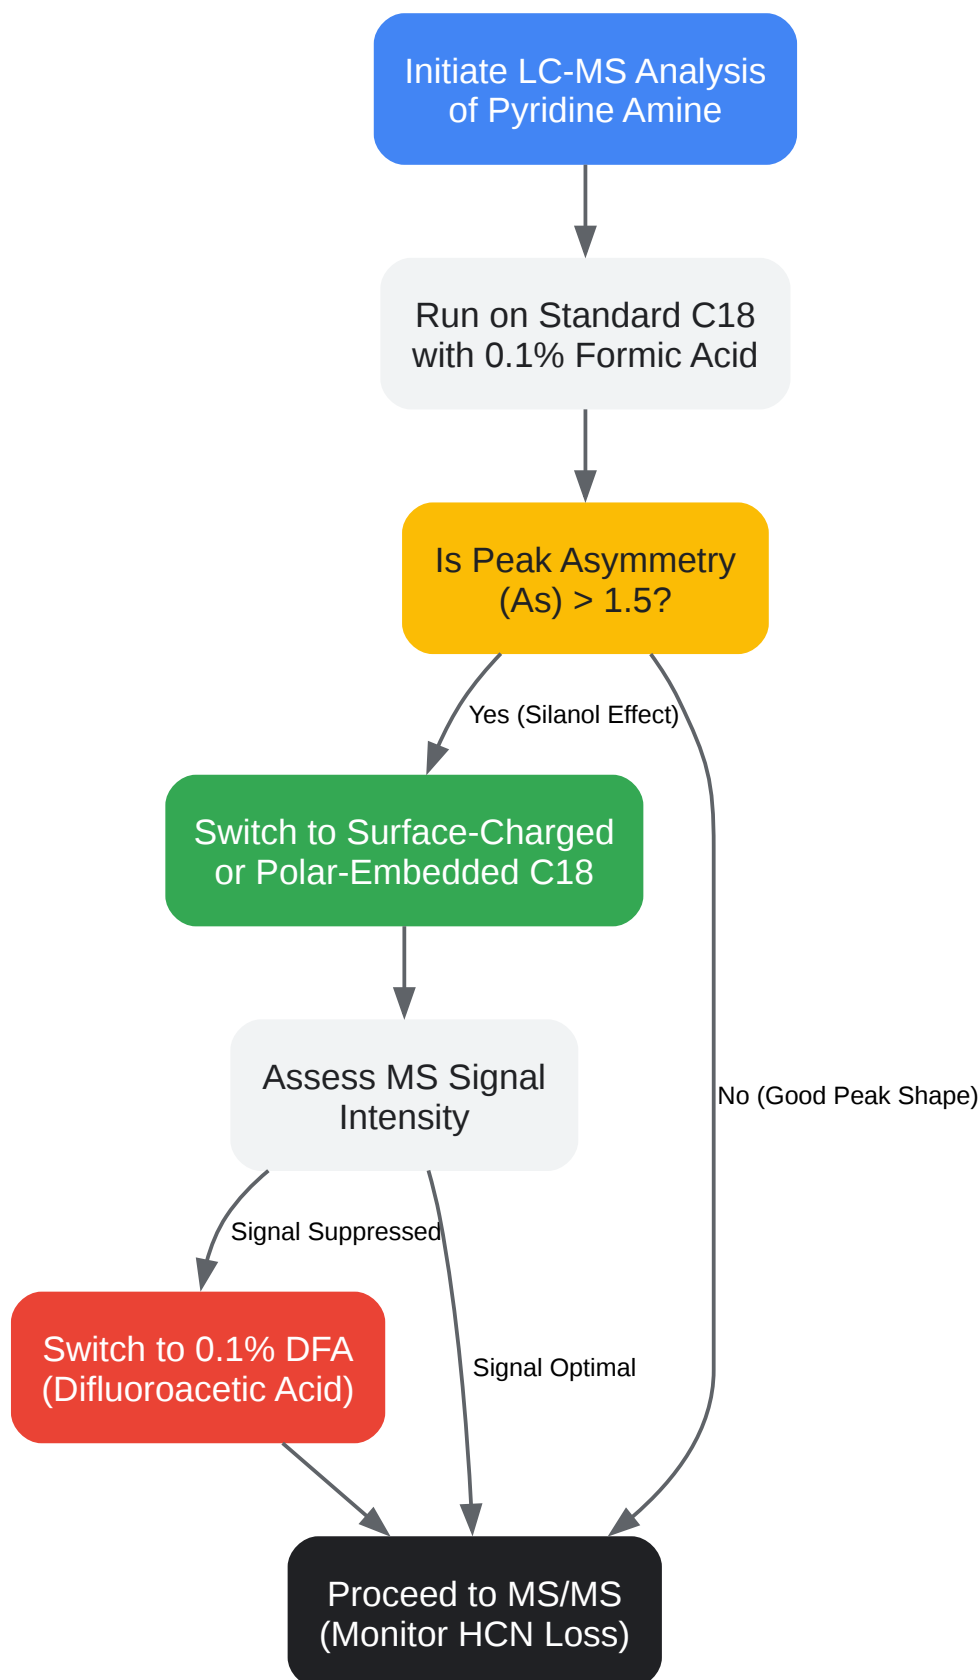 Initiate LC-MS Analysis
of Pyridine Amine
Run on Standard C18
with 0.1% Formic Acid
Is Peak Asymmetry
(As) > 1.5?
Yes (Silanol Effect)
Switch to Surface-Charged
or Polar-Embedded C18
Assess MS Signal
Intensity
No (Good Peak Shape)
Signal Suppressed
Switch to 0.1% DFA
(Difluoroacetic Acid)
Signal Optimal
Proceed to MS/MS
(Monitor HCN Loss)